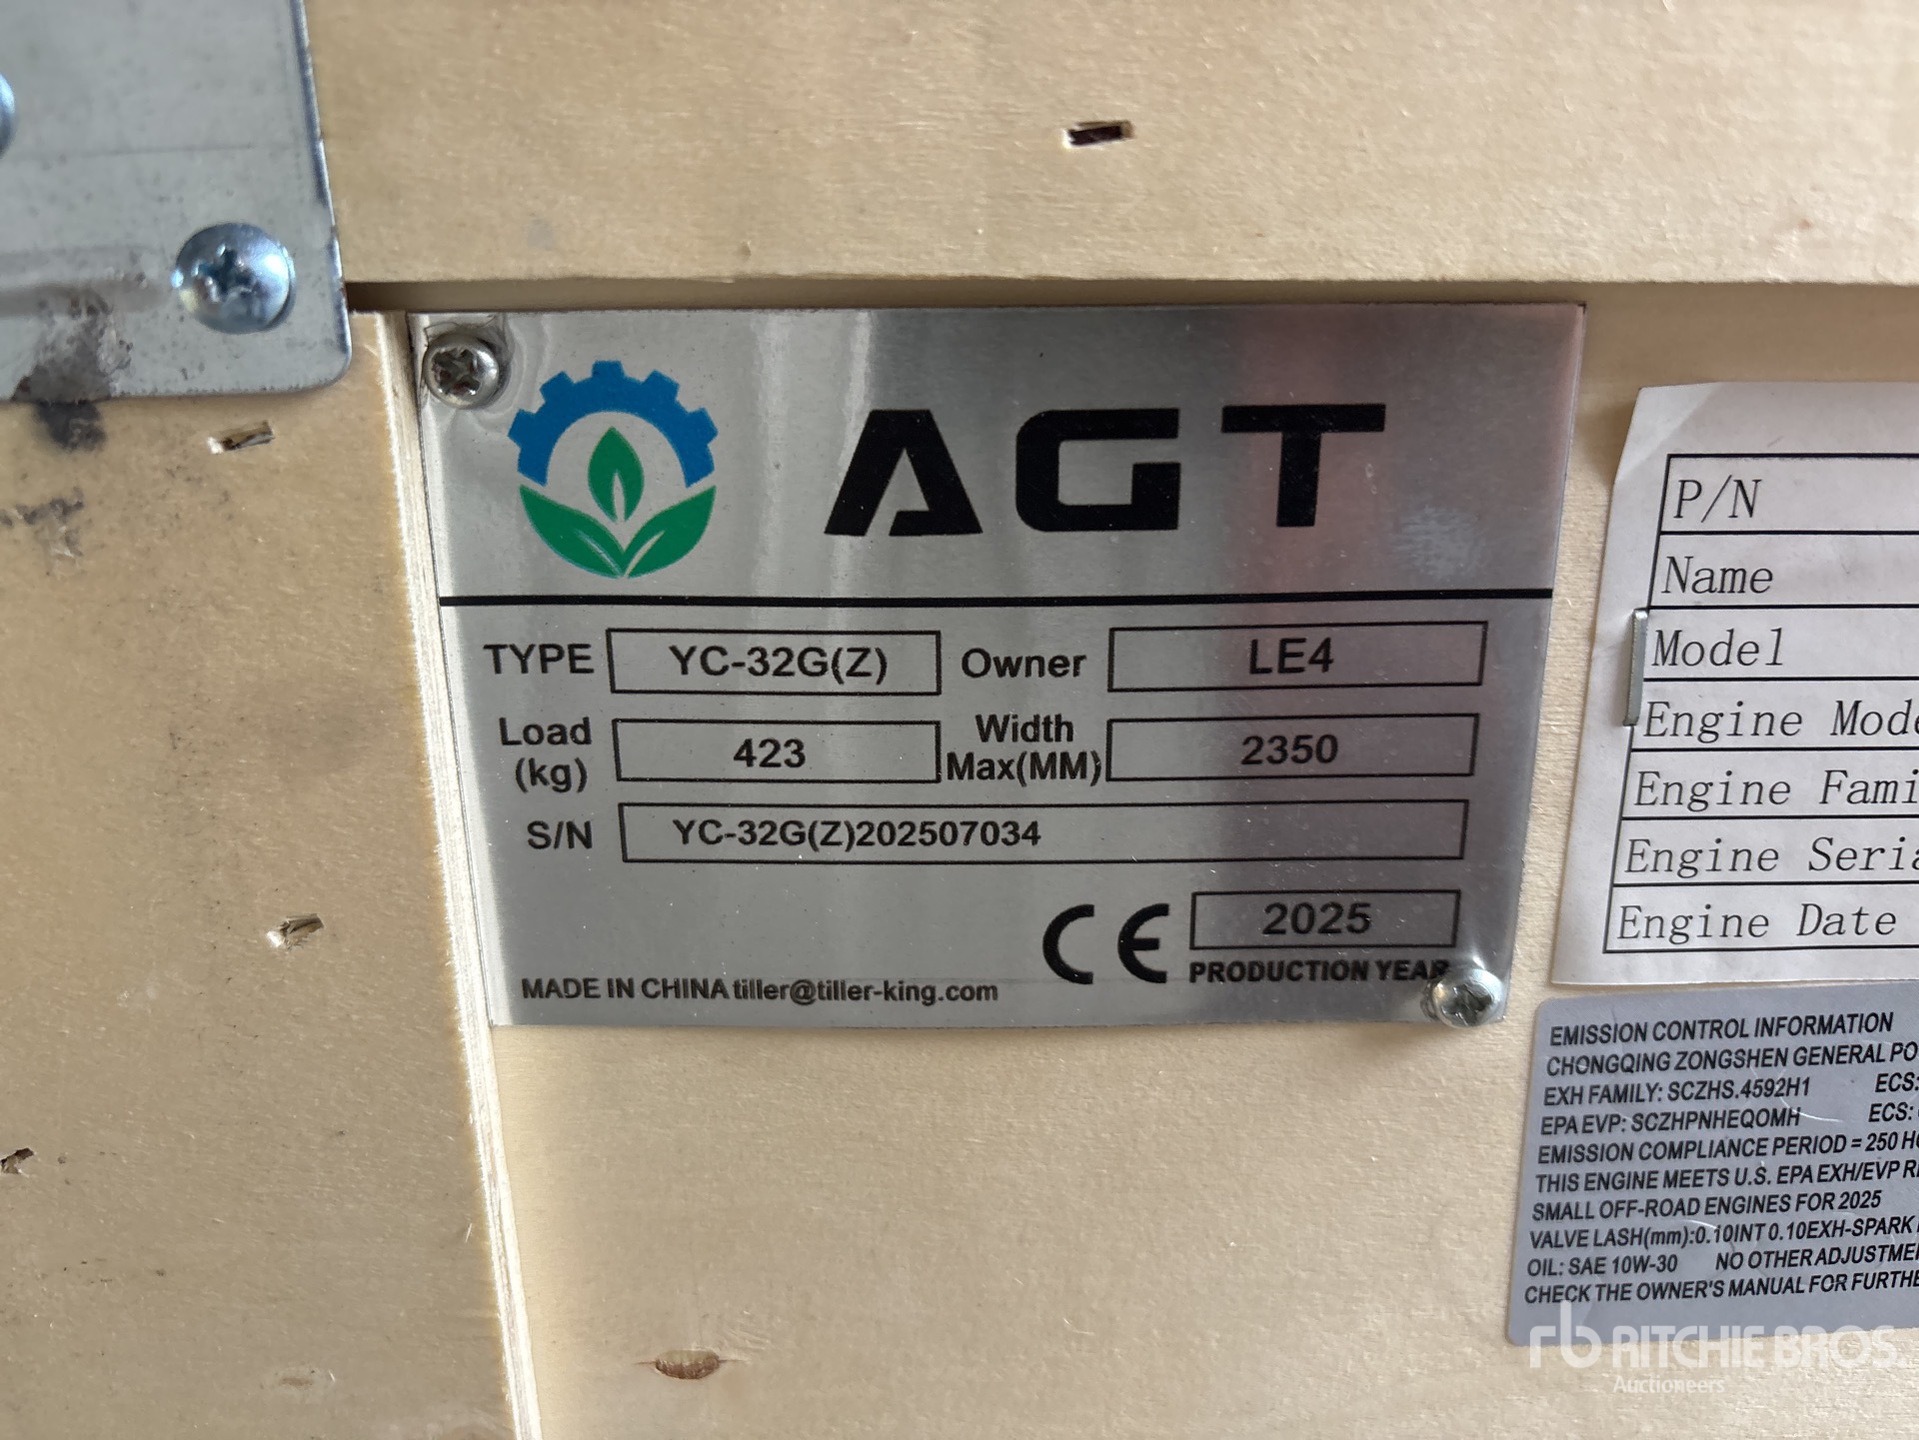 AGT
TYPE YC-32G(Z) Owner LE4
Load (kg) 423 Width Max(MM) 2350
S/N YC-32G(Z)202507034
CE 2025
PRODUCTION YEAR
MADE IN CHINA tiller@tiller-king.com
P/N
Name
Model
Engine Mode
Engine Fami
Engine Seria
Engine Date
EMISSION CONTROL INFORMATION
CHONGQING ZONGSHEN GENERAL PO
EXH FAMILY: SCZHS.4592H1 ECS:
EPA EVP: SCZHPNHEQOMH ECS:
EMISSION COMPLIANCE PERIOD = 250 HO
THIS ENGINE MEETS U.S. EPA EXH/EVP RE
SMALL OFF-ROAD ENGINES FOR 2025
VALVE LASH(mm):0.10INT 0.10EXH-SPARK
OIL: SAE 10W-30 NO OTHER ADJUSTME
CHECK THE OWNER'S MANUAL FOR FURTHE
rb RITCHIE BROS.
Auctioneers